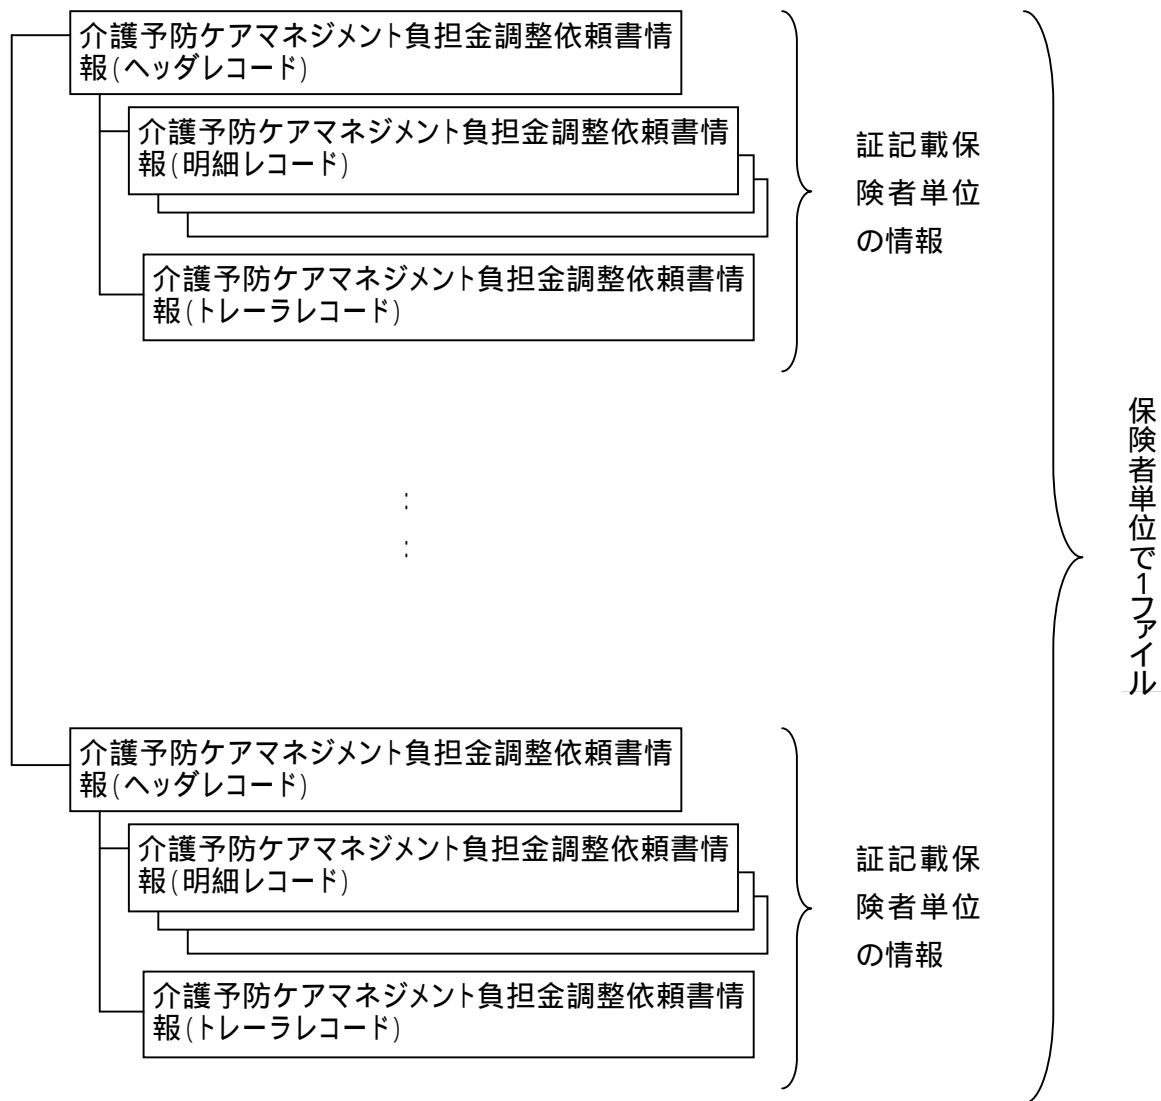 介護予防ケアマネジメント負担金調整依頼書情
報(ヘッダレコード)
介護予防ケアマネジメント負担金調整依頼書情
報(明細レコード)
介護予防ケアマネジメント負担金調整依頼書情
報(トレーラレコード)
証記載保
険者単位
の情報
介護予防ケアマネジメント負担金調整依頼書情
報(ヘッダレコード)
介護予防ケアマネジメント負担金調整依頼書情
報(明細レコード)
介護予防ケアマネジメント負担金調整依頼書情
報(トレーラレコード)
証記載保
険者単位
の情報
保険者単位で1ファイル